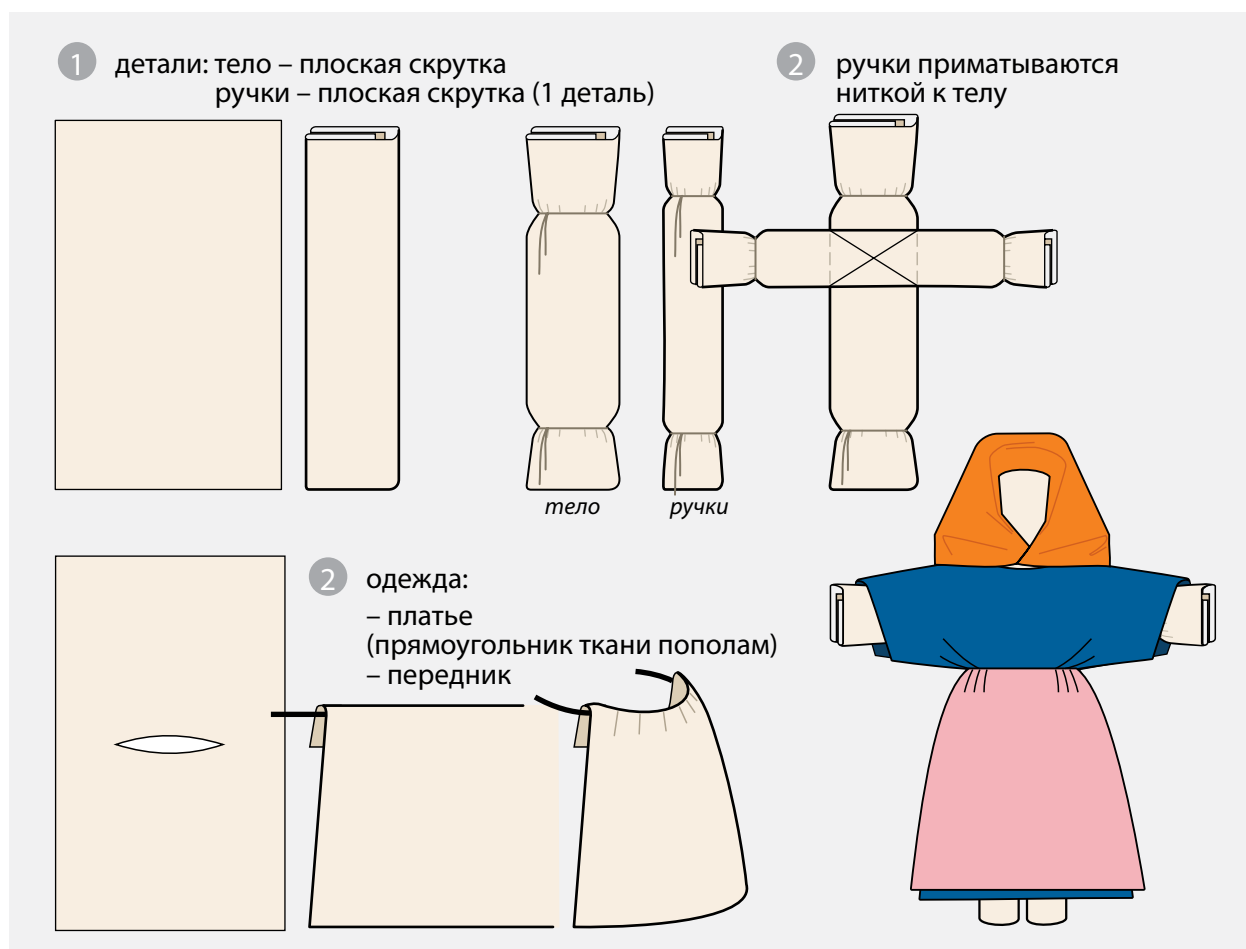 1 детали: тело – плоская скрутка
ручки – плоская скрутка (1 деталь)
2 ручки приматываются
ниткой к телу
тело
ручки
2 одежда:
– платье
(прямоугольник ткани пополам)
– передник